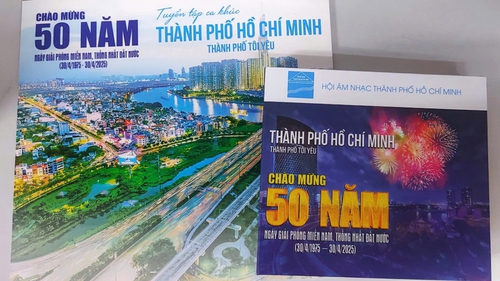 CHÀO MỪNG
50 NĂM
NGÀY GIẢI PHÓNG MIỀN NAM, THỐNG NHẤT ĐẤT NƯỚC
(30/4/1975 - 30/4/2025)
Tuyển tập ca khúc
THÀNH PHỐ HỒ CHÍ MINH
THÀNH PHỐ TÔI YÊU
HỘI ÂM NHẠC THÀNH PHỐ HỒ CHÍ MINH
THÀNH PHỐ HỒ CHÍ MINH
THÀNH PHỐ TÔI YÊU
CHÀO MỪNG
50 NĂM
NGÀY GIẢI PHÓNG MIỀN NAM, THỐNG NHẤT ĐẤT NƯỚC
(30/4/1975 – 30/4/2025)